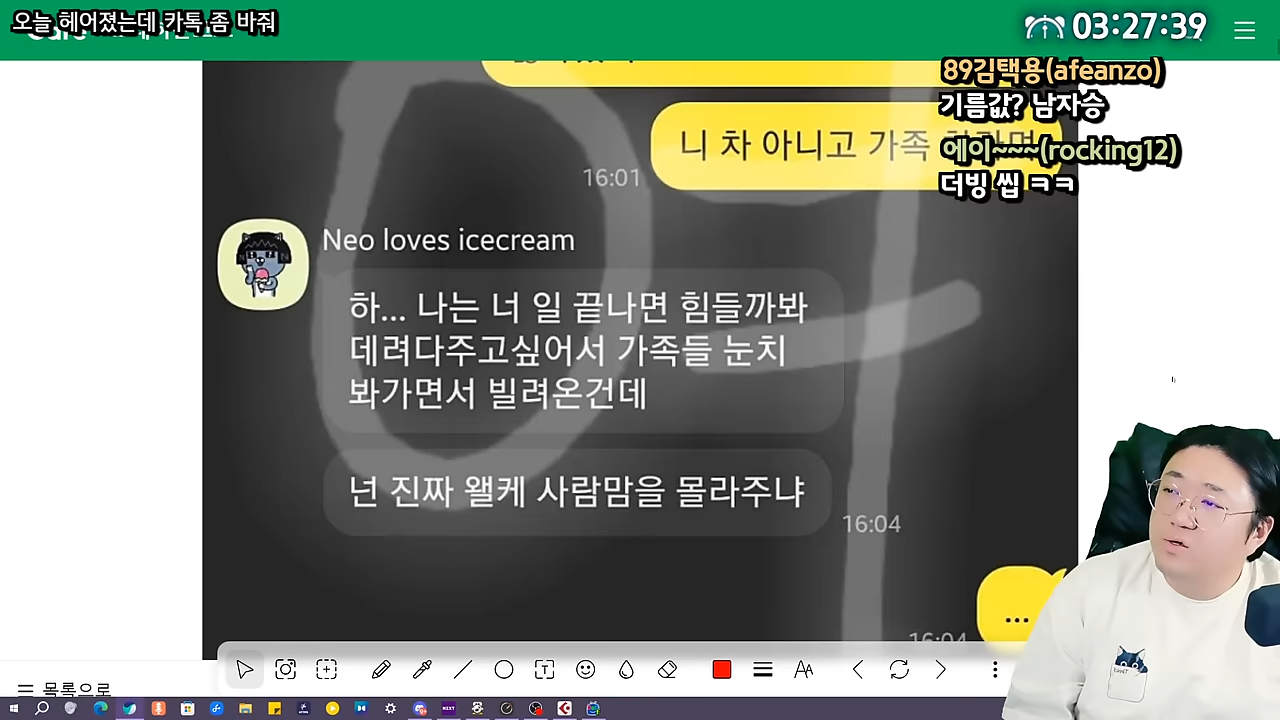 오늘 헤어졌는데 카톡 좀 바줘
03:27:39
89김택용(afeanzo)
기름값? 남자승
에이~~~(rocking12)
더빙 씹 ㅋㅋ
니 차 아니고 가족
16:01
Neo loves icecream
하... 나는 너 일 끝나면 힘들까봐
데려다주고싶어서 가족들 눈치
봐가면서 빌려온건데
넌 진짜 왤케 사람맘을 몰라주냐
16:04
...
16:04
목록으로